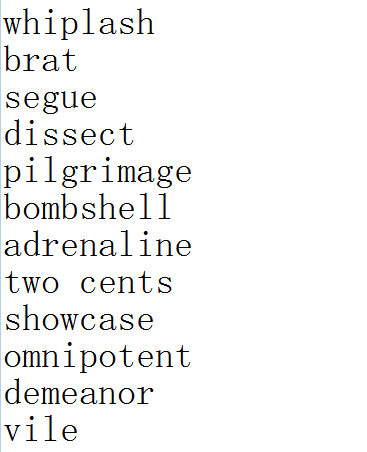 whiplash
brat
segue
dissect
pilgrimage
bombshell
adrenaline
two cents
showcase
omnipotent
demeanor
vile